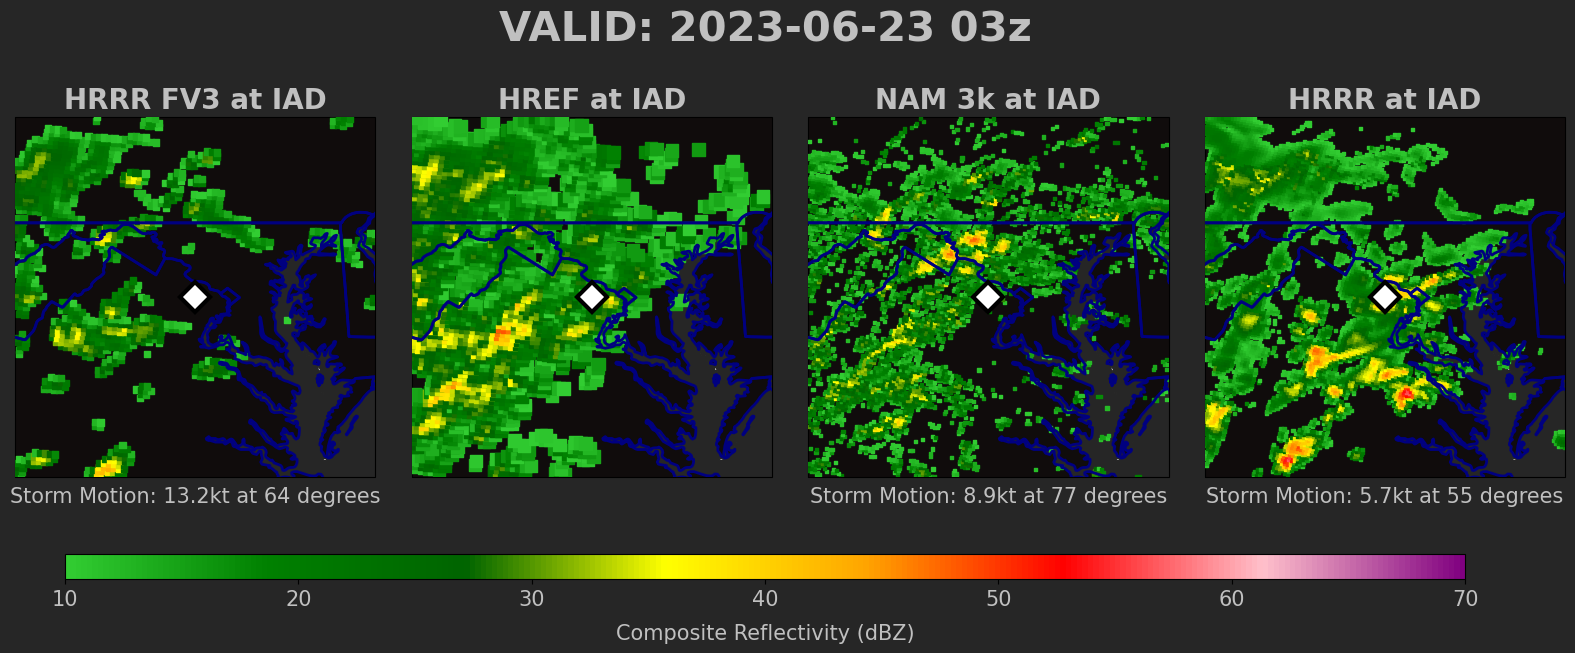 VALID: 2023-06-23 03z
HRRR FV3 at IAD
HREF at IAD
NAM 3k at IAD
HRRR at IAD
Storm Motion: 13.2kt at 64 degrees
Storm Motion: 8.9kt at 77 degrees
Storm Motion: 5.7kt at 55 degrees
10 20 30 40 50 60 70
Composite Reflectivity (dBZ)